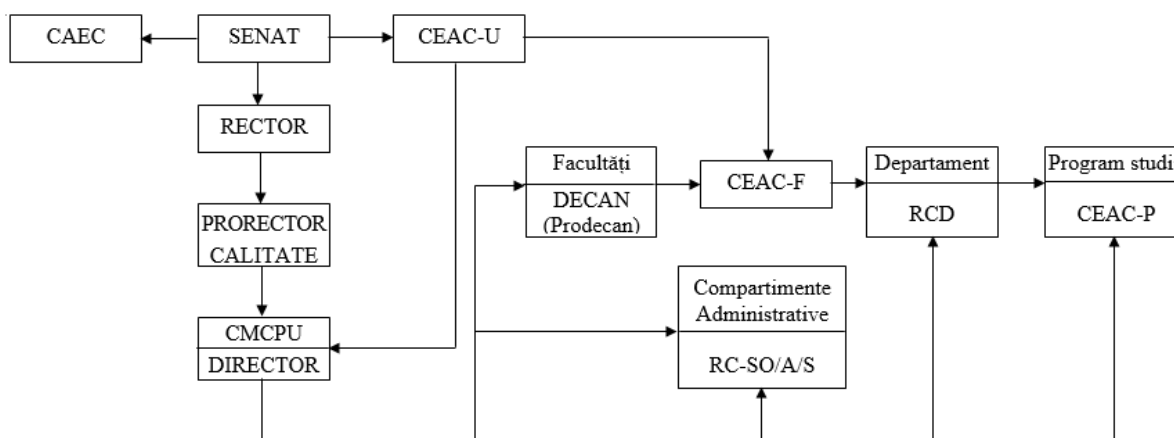 CAEC
SENAT
CEAC-U
RECTOR
Facultăți
DECAN
(Prodecan)
CEAC-F
Departament
RCD
Program studi
CEAC-P
PRORECTOR
CALITATE
Compartimente
Administrative
RC-SO/A/S
CMCPU
DIRECTOR